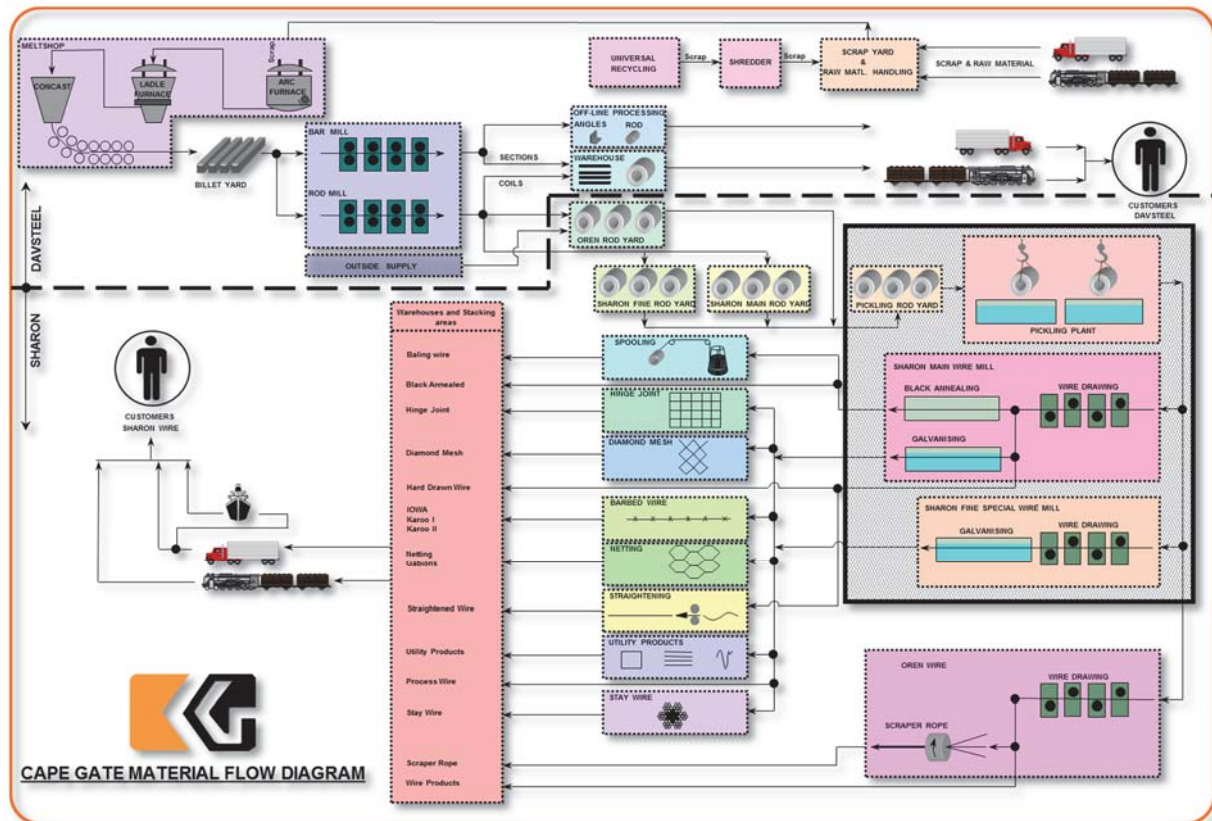 MELTSHOP
CONCAST
LADLE
FURNACE
Scrap
ARC
FURNACE
UNIVERSAL
RECYCLING
Scrap
SHREDDER
Scrap
SCRAP YARD
&
RAW MATL. HANDLING
SCRAP & RAW MATERIAL
BILLET YARD
BAR MILL
ROD MILL
OUTSIDE SUPPLY
SECTIONS
COILS
OFF-LINE PROCESSING
ANGLES
ROD
WAREHOUSE
CUSTOMERS
DAVSTEEL
DAVSTEEL
SHARON
OREN ROD YARD
SHARON FINE ROD YARD
SHARON MAIN ROD YARD
PICKLING ROD YARD
PICKLING PLANT
SHARON MAIN WIRE MILL
BLACK ANNEALING
WIRE DRAWING
GALVANISING
SHARON FINE SPECIAL WIRE MILL
GALVANISING
WIRE DRAWING
OREN WIRE
WIRE DRAWING
SCRAPER ROPE
SPOOLING
HINGE JOINT
DIAMOND MESH
BARBED WIRE
NETTING
STRAIGHTENING
UTILITY PRODUCTS
STAY WIRE
Warehouses and Stacking
areas
Baling wire
Black Annealed
Hinge Joint
Diamond Mesh
Hard Drawn Wire
IOWA
Karoo I
Karoo II
Netting
Gabions
Straightened Wire
Utility Products
Process Wire
Stay Wire
Scraper Rope
Wire Products
CUSTOMERS
SHARON WIRE
CAPE GATE MATERIAL FLOW DIAGRAM